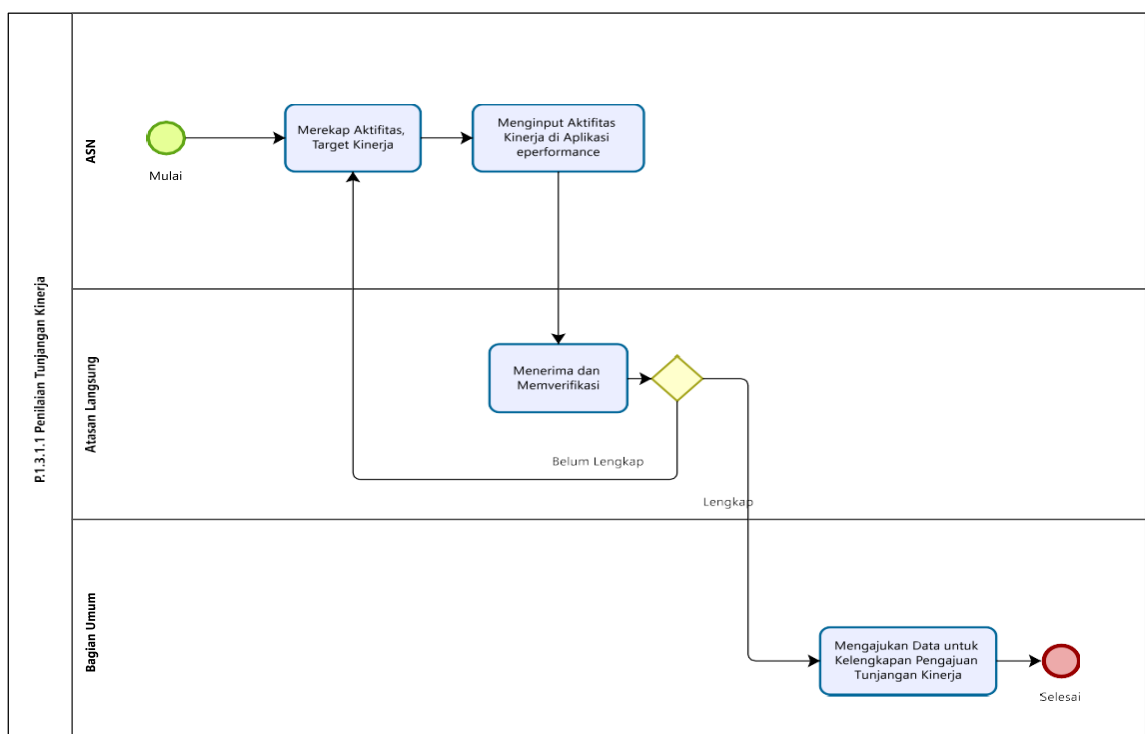 P.1.3.1.1 Penilaian Tunjangan Kinerja
ASN
Mulai
Merekap Aktifitas,
Target Kinerja
Menginput Aktifitas
Kinerja di Aplikasi
eperformance
Atasan Langsung
Menerima dan
Memverifikasi
Belum Lengkap
Lengkap
Bagian Umum
Mengajukan Data untuk
Kelengkapan Pengajuan
Tunjangan Kinerja
Selesai